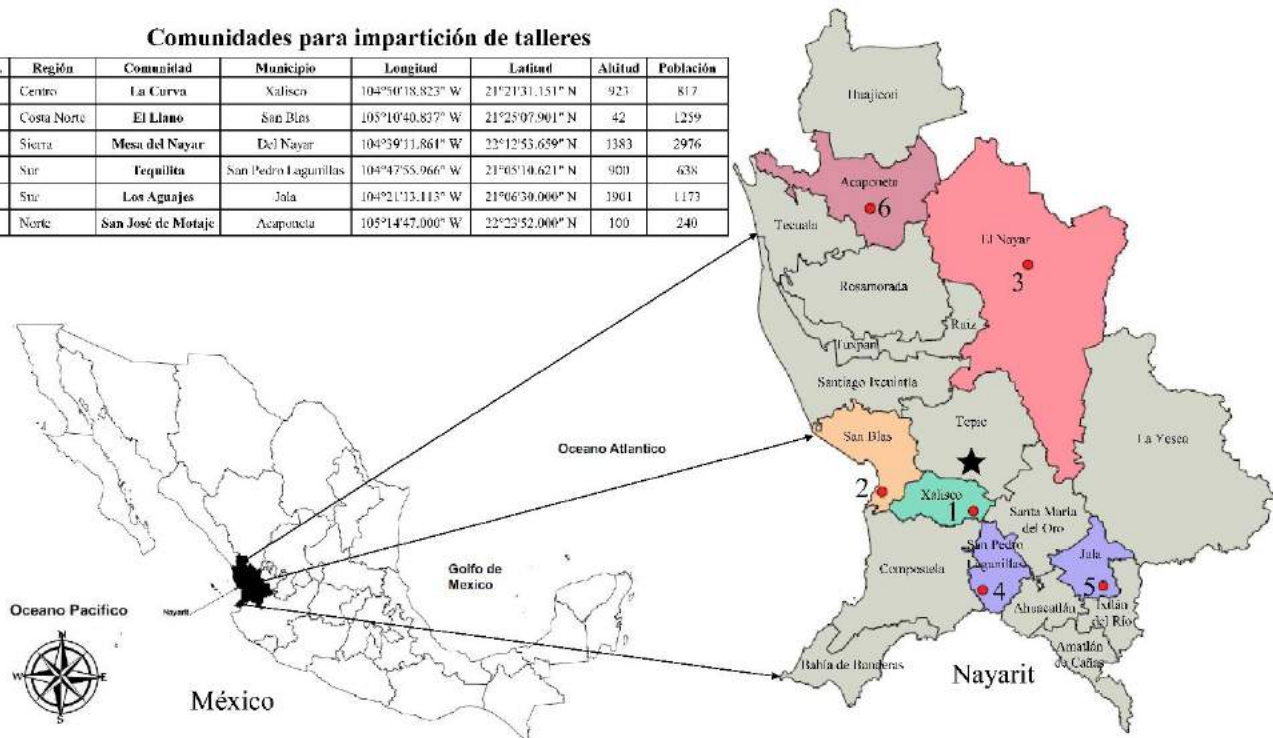 Comunidades para impartición de talleres
Región Comunidad Municipio Longitud Latitud Altitud Población
Centro La Curva Xalisco 104°50'18.823" W 21°21'31.151" N 923 817
Costa Norte El Llano San Blas 105°10'40.837" W 21°25'07.901" N 42 1259
Sierra Mesa del Nayar Del Nayar 104°39'11.861" W 22°12'53.659" N 1383 2976
Sur Tequilita San Pedro Lagunillas 104°47'55.966" W 21°05'10.621" N 900 638
Sur Los Aguajes Jala 104°21'33.113" W 21°06'30.000" N 1901 1173
Norte San José de Motaje Acaponeta 105°14'47.000" W 22°23'52.000" N 100 240
Huajicori
Acaponeta
6
Tecuala
El Nayar
3
Rosamorada
Ruiz
Tuxpan
Santiago Ixcuintla
San Blas
Tepic
La Yesca
2
Xalisco
1
Santa María
del Oro
San Pedro
Lagunillas
Jala
Compostela
4
5
Ahuacatlán
Ixtlán
del Río
Amatlán
de Cañas
Bahía de Banderas
Nayarit
Oceano Atlantico
Golfo de
Mexico
Oceano Pacifico
Nayarit
N
W
E
S
México